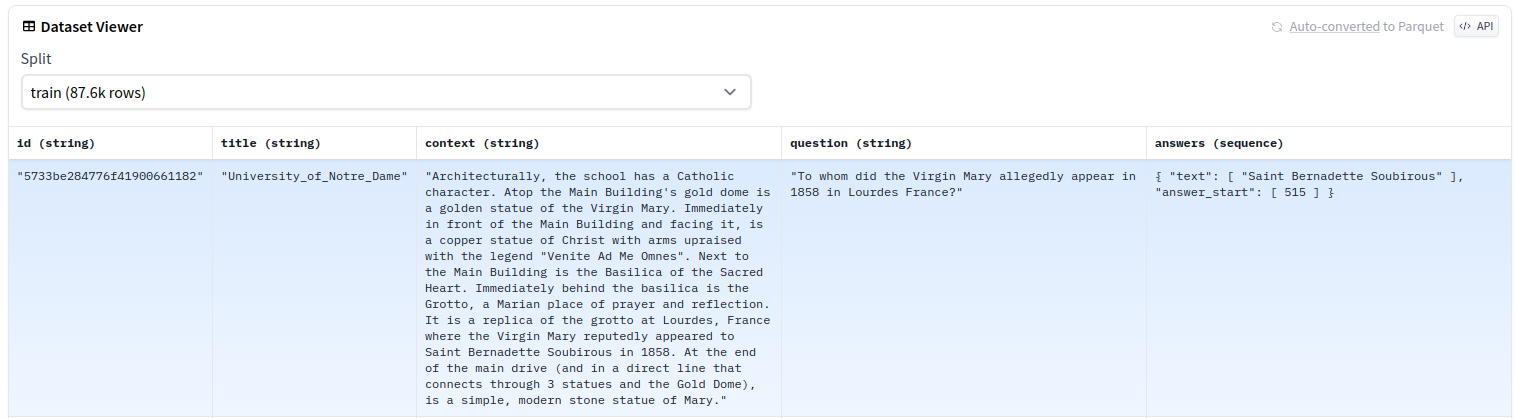 Dataset Viewer
Auto-converted to Parquet
</> API
Split
train (87.6k rows)
id (string)
title (string)
context (string)
question (string)
answers (sequence)
"5733be284776f41900661182"
"University_of_Notre_Dame"
"Architecturally, the school has a Catholic
character. Atop the Main Building's gold dome is
a golden statue of the Virgin Mary. Immediately
in front of the Main Building and facing it, is
a copper statue of Christ with arms upraised
with the legend "Venite Ad Me Omnes". Next to
the Main Building is the Basilica of the Sacred
Heart. Immediately behind the basilica is the
Grotto, a Marian place of prayer and reflection.
It is a replica of the grotto at Lourdes, France
where the Virgin Mary reputedly appeared to
Saint Bernadette Soubirous in 1858. At the end
of the main drive (and in a direct line that
connects through 3 statues and the Gold Dome),
is a simple, modern stone statue of Mary."
"To whom did the Virgin Mary allegedly appear in
1858 in Lourdes France?"
{ "text": [ "Saint Bernadette Soubirous" ],
"answer_start": [ 515 ] }